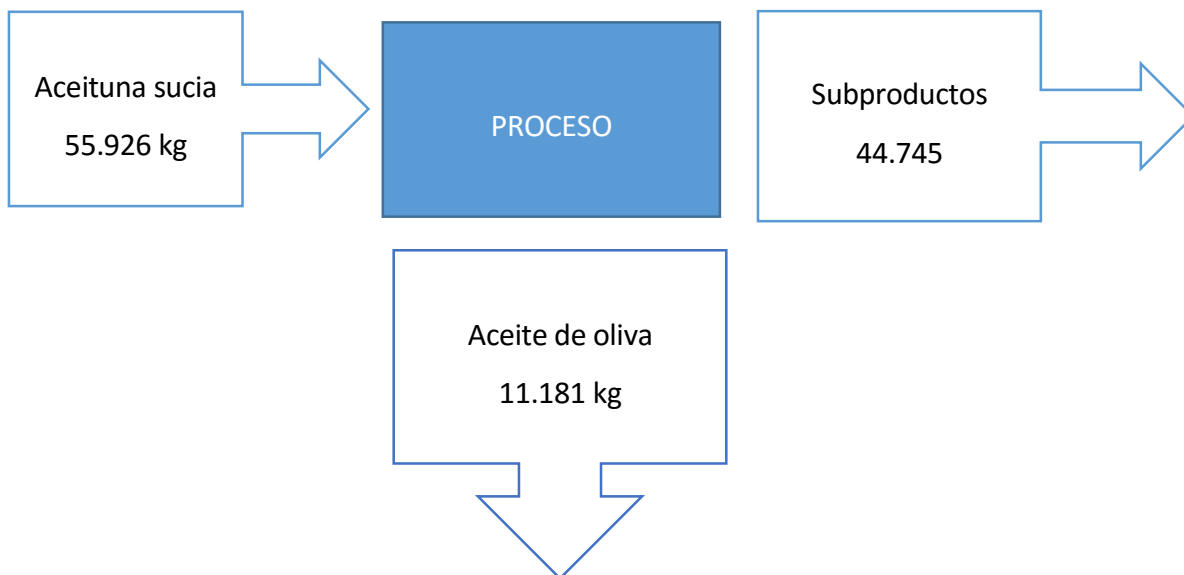 Aceituna sucia
55.926 kg
PROCESO
Subproductos
44.745
Aceite de oliva
11.181 kg